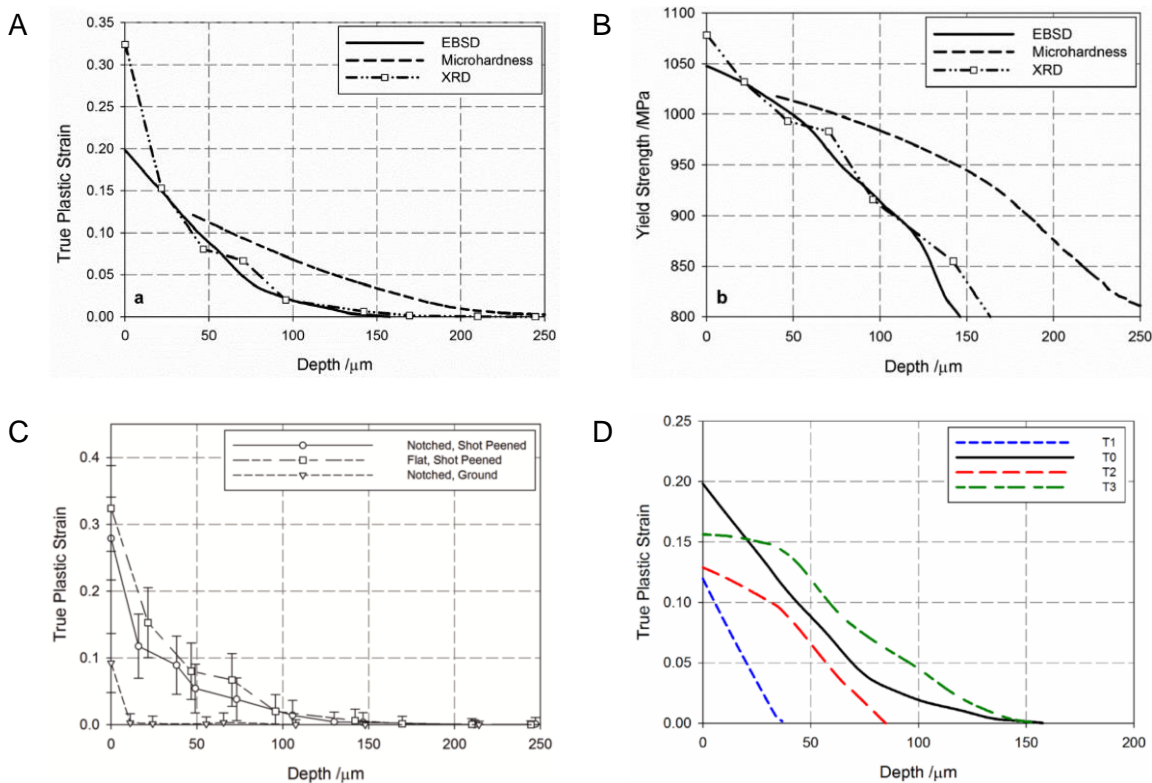 A
0.35
0.30
0.25
0.20
0.15
0.10
0.05
0.00
True Plastic Strain
EBSD
Microhardness
XRD
a
0
50
100
150
200
250
Depth /μm
B
1100
1050
1000
950
900
850
800
Yield Strength /MPa
EBSD
Microhardness
XRD
b
0
50
100
150
200
250
Depth /μm
C
0.4
0.3
0.2
0.1
0.0
True Plastic Strain
Notched, Shot Peened
Flat, Shot Peened
Notched, Ground
0
50
100
150
200
250
Depth /μm
D
0.25
0.20
0.15
0.10
0.05
0.00
True Plastic Strain
T1
T0
T2
T3
0
50
100
150
200
Depth /μm